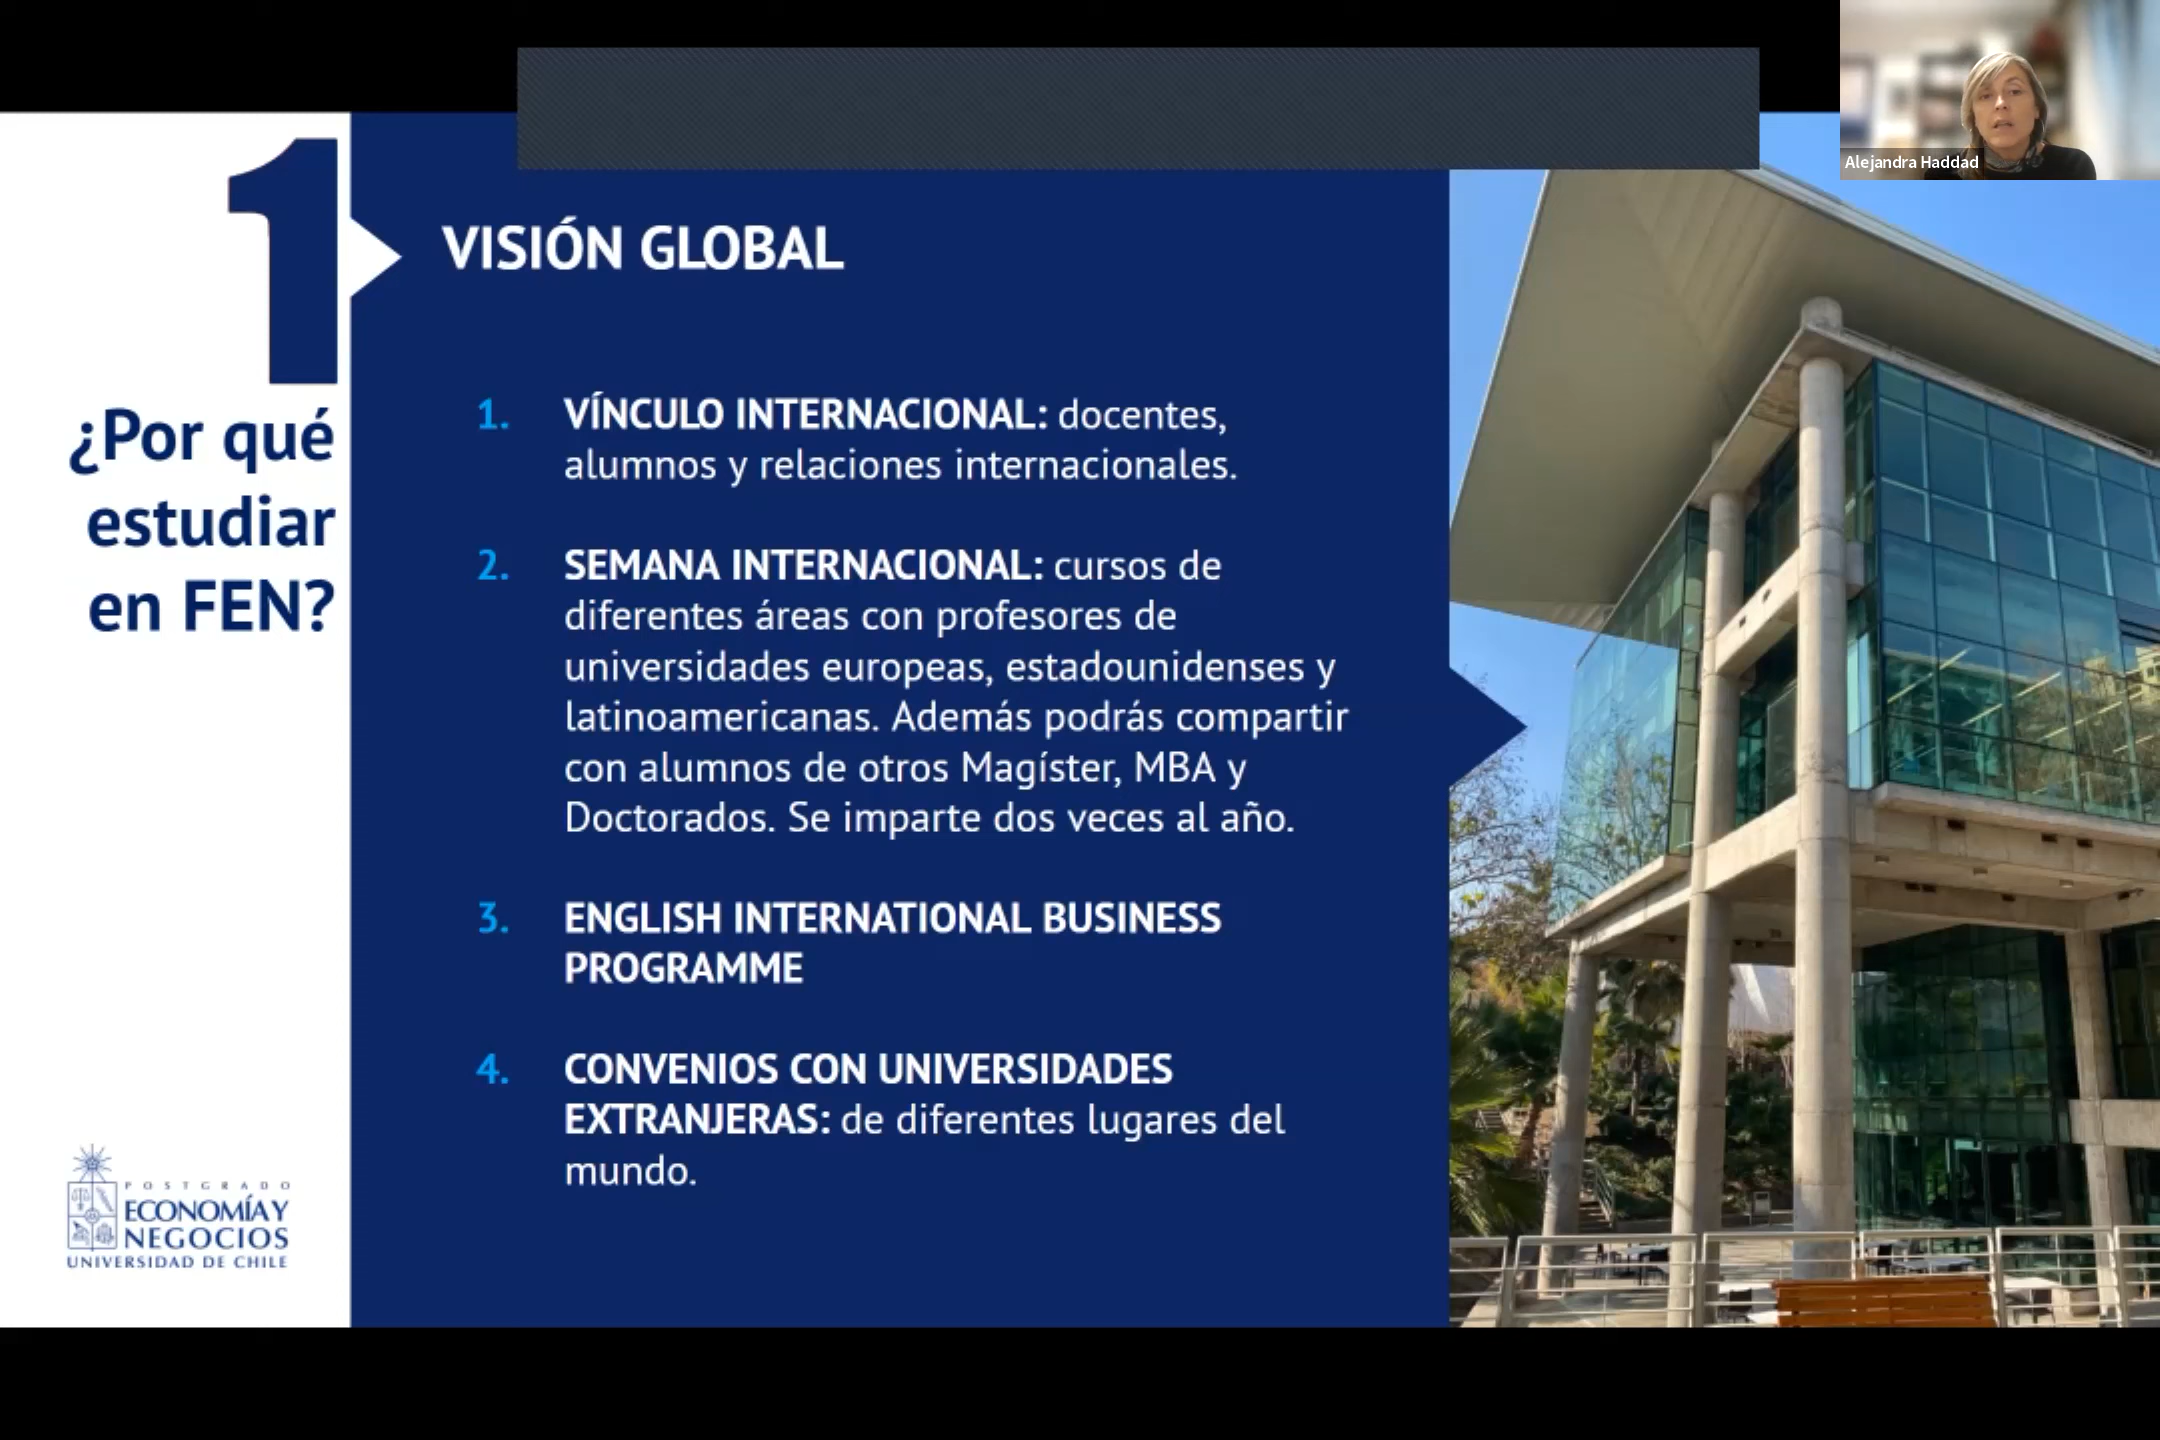 Alejandra Haddad
1
¿Por qué
estudiar
en FEN?
VISIÓN GLOBAL
1. VÍNCULO INTERNACIONAL: docentes,
alumnos y relaciones internacionales.
2. SEMANA INTERNACIONAL: cursos de
diferentes áreas con profesores de
universidades europeas, estadounidenses y
latinoamericanas. Además podrás compartir
con alumnos de otros Magíster, MBA y
Doctorados. Se imparte dos veces al año.
3. ENGLISH INTERNATIONAL BUSINESS
PROGRAMME
4. CONVENIOS CON UNIVERSIDADES
EXTRANJERAS: de diferentes lugares del
mundo.
POSTGRADO
ECONOMÍA Y
NEGOCIOS
UNIVERSIDAD DE CHILE